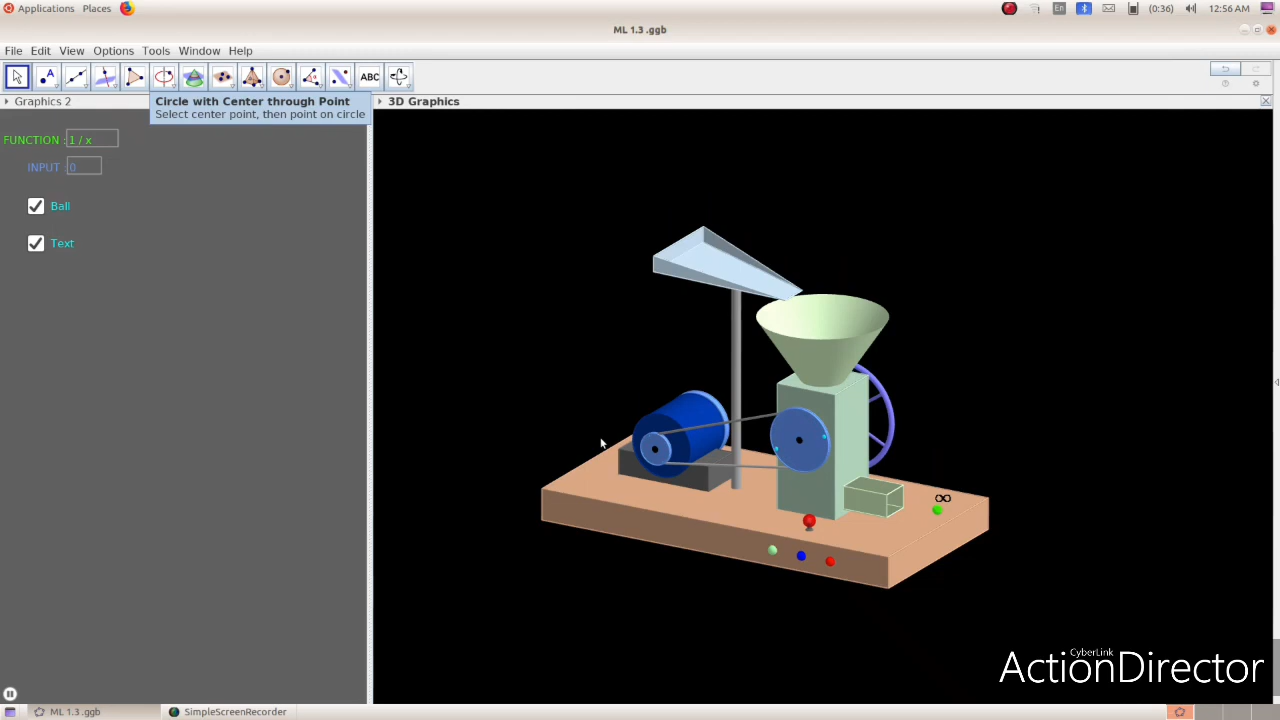 Applications Places
En
(0:36)
12:56 AM
ML 1.3 .ggb
File Edit View Options Tools Window Help
A
ABC
Graphics 2
Circle with Center through Point
Select center point, then point on circle
3D Graphics
FUNCTION : 1 / x
INPUT : 0
Ball
Text
∞
CyberLink
ActionDirector
ML 1.3 .ggb
SimpleScreenRecorder